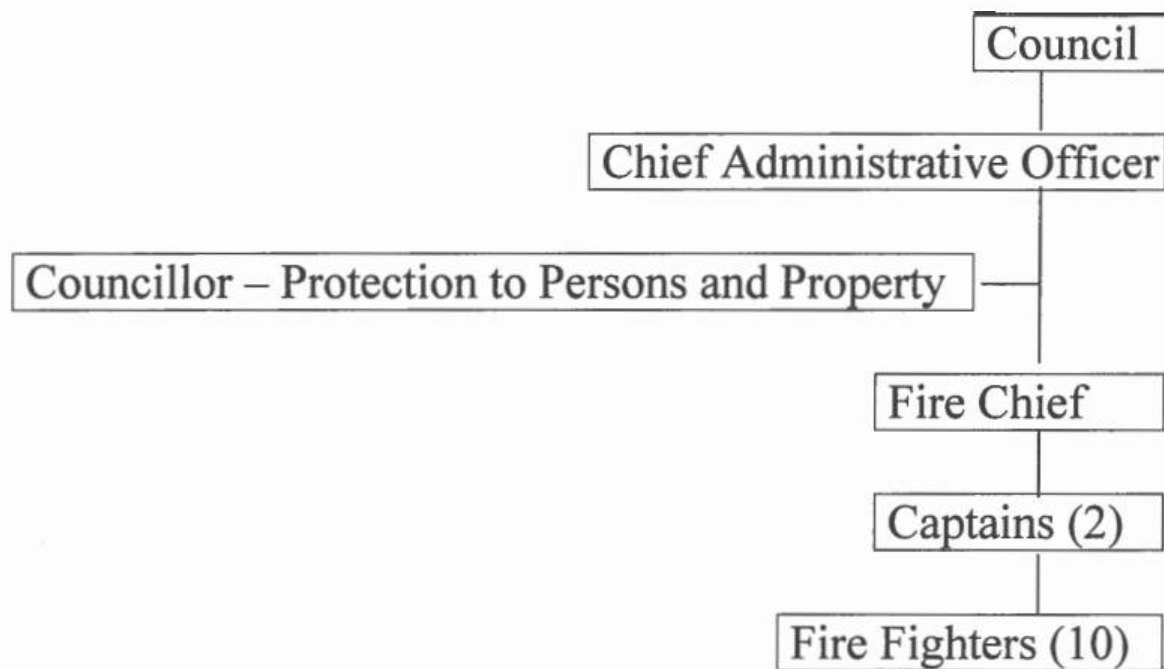 Council
Chief Administrative Officer
Councillor – Protection to Persons and Property
Fire Chief
Captains (2)
Fire Fighters (10)